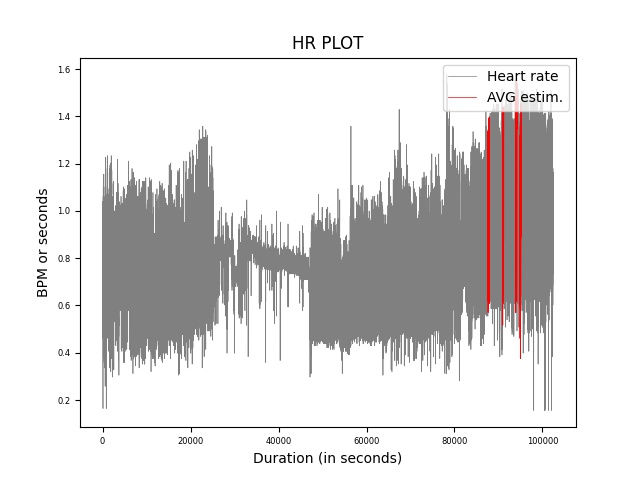 HR PLOT
Heart rate
AVG estim.
BPM or seconds
1.6
1.4
1.2
1.0
0.8
0.6
0.4
0.2
0 20000 40000 60000 80000 100000
Duration (in seconds)